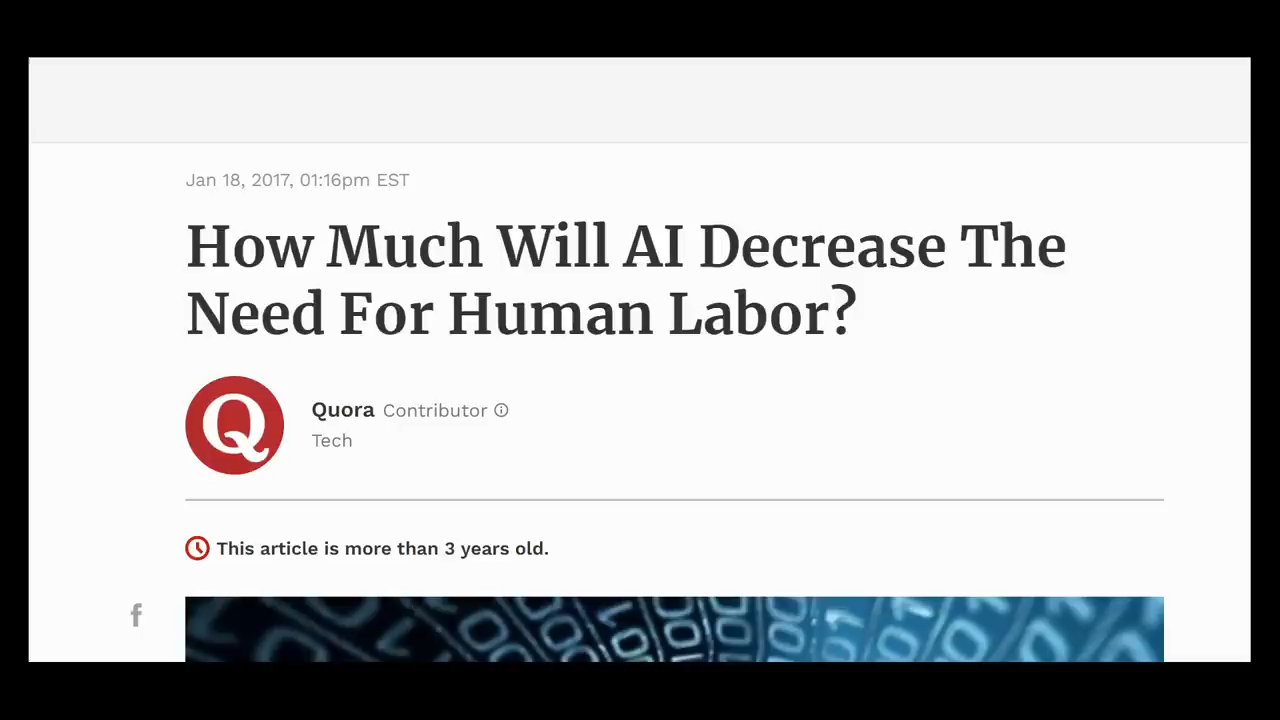 Jan 18, 2017, 01:16pm EST
How Much Will AI Decrease The
Need For Human Labor?
Q
Quora Contributor
Tech
This article is more than 3 years old.
f